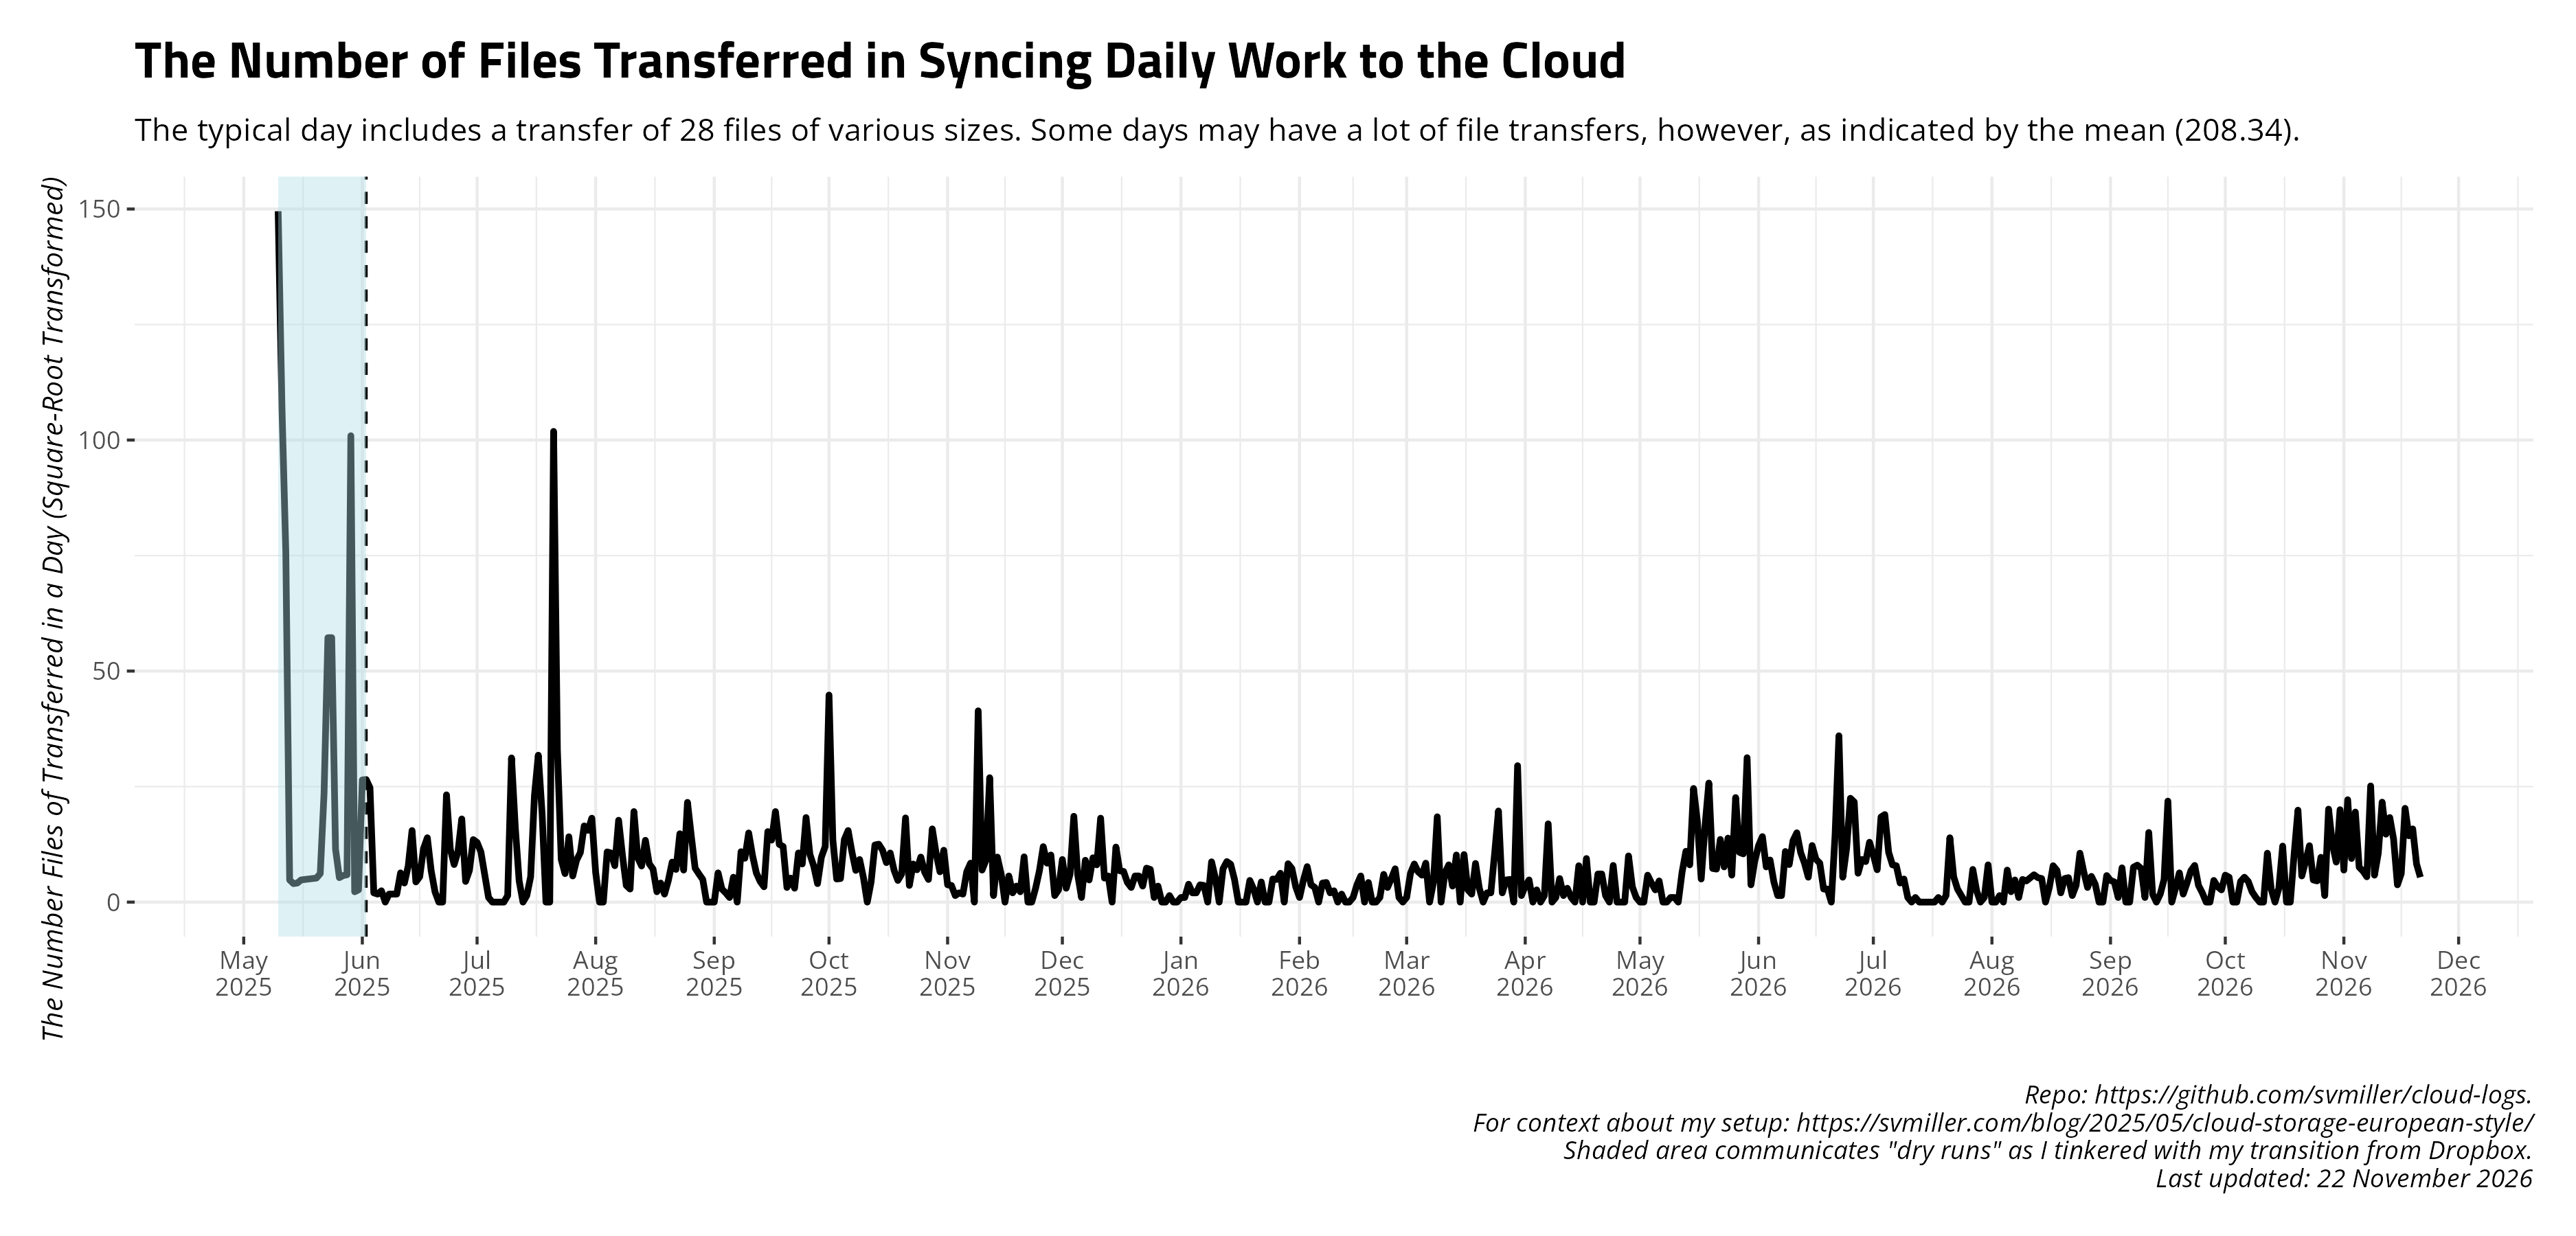 The Number of Files Transferred in Syncing Daily Work to the Cloud
The typical day includes a transfer of 28 files of various sizes. Some days may have a lot of file transfers, however, as indicated by the mean (208.34).
The Number Files of Transferred in a Day (Square-Root Transformed)
150
100
50
0
May 2025
Jun 2025
Jul 2025
Aug 2025
Sep 2025
Oct 2025
Nov 2025
Dec 2025
Jan 2026
Feb 2026
Mar 2026
Apr 2026
May 2026
Jun 2026
Jul 2026
Aug 2026
Sep 2026
Oct 2026
Nov 2026
Dec 2026
Repo: https://github.com/svmiller/cloud-logs.
For context about my setup: https://svmiller.com/blog/2025/05/cloud-storage-european-style/
Shaded area communicates "dry runs" as I tinkered with my transition from Dropbox.
Last updated: 22 November 2026